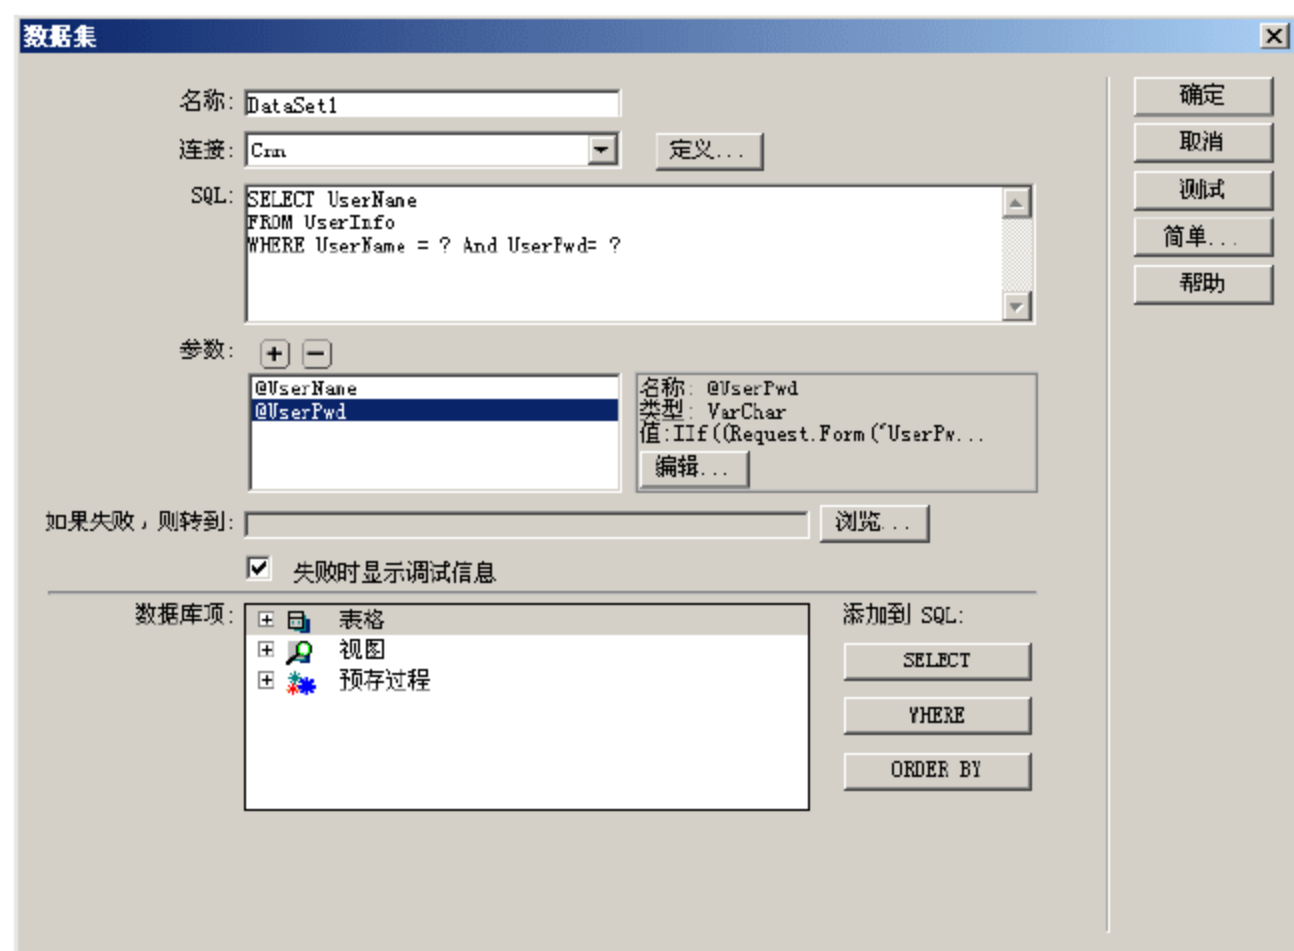 数据集
名称: DataSet1
连接: Cnn 定义...
SQL: SELECT UserName
FROM UserInfo
WHERE UserName = ? And UserPwd= ?
参数:
@UserName
@UserPwd
名称: @UserPwd
类型: VarChar
值:IIf((Request.Form("UserPw...
编辑...
如果失败，则转到: 浏览...
失败时显示调试信息
数据库项:
表格
视图
预存过程
添加到 SQL:
SELECT
WHERE
ORDER BY
确定
取消
测试
简单...
帮助